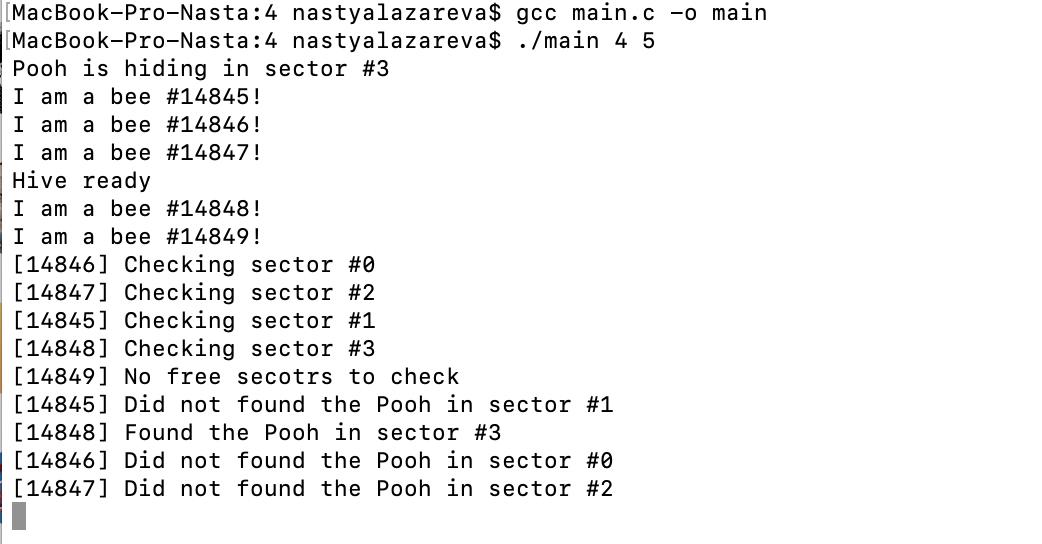 [MacBook-Pro-Nasta:4 nastyalazareva$ gcc main.c -o main
[MacBook-Pro-Nasta:4 nastyalazareva$ ./main 4 5
Pooh is hiding in sector #3
I am a bee #14845!
I am a bee #14846!
I am a bee #14847!
Hive ready
I am a bee #14848!
I am a bee #14849!
[14846] Checking sector #0
[14847] Checking sector #2
[14845] Checking sector #1
[14848] Checking sector #3
[14849] No free secotrs to check
[14845] Did not found the Pooh in sector #1
[14848] Found the Pooh in sector #3
[14846] Did not found the Pooh in sector #0
[14847] Did not found the Pooh in sector #2